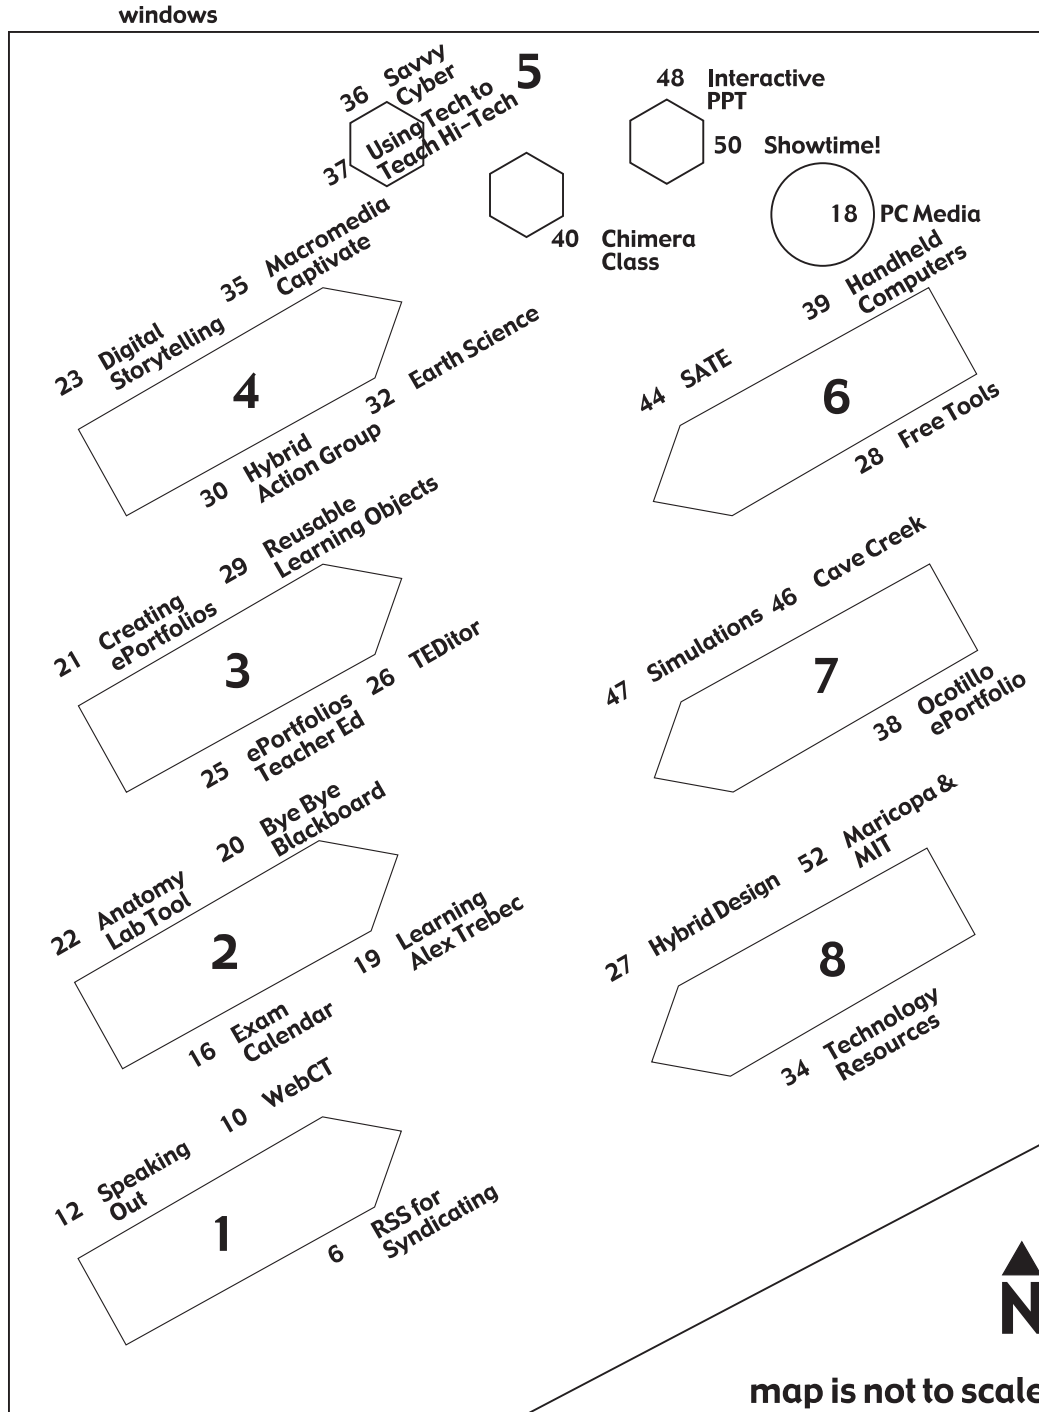 windows
36 Savvy
Cyber
5
37 Using Tech to
Teach Hi-Tech
48 Interactive
PPT
50 Showtime!
40 Chimera
Class
18 PC Media
35 Macromedia
Captivate
23 Digital
Storytelling
4
32 Earth Science
30 Hybrid
Action Group
39 Handheld
Computers
44 SATE
6
28 Free Tools
29 Reusable
Learning Objects
21 Creating
ePortfolios
3
26 TEDitor
25 ePortfolios
Teacher Ed
46 Cave Creek
47 Simulations
7
38 Ocotillo
ePortfolio
20 Bye Bye
Blackboard
22 Anatomy
Lab Tool
2
19 Learning
Alex Trebec
16 Exam
Calendar
52 Maricopa &
MIT
27 Hybrid Design
8
34 Technology
Resources
10 WebCT
12 Speaking
Out
1
6 RSS for
Syndicating
N
map is not to scale